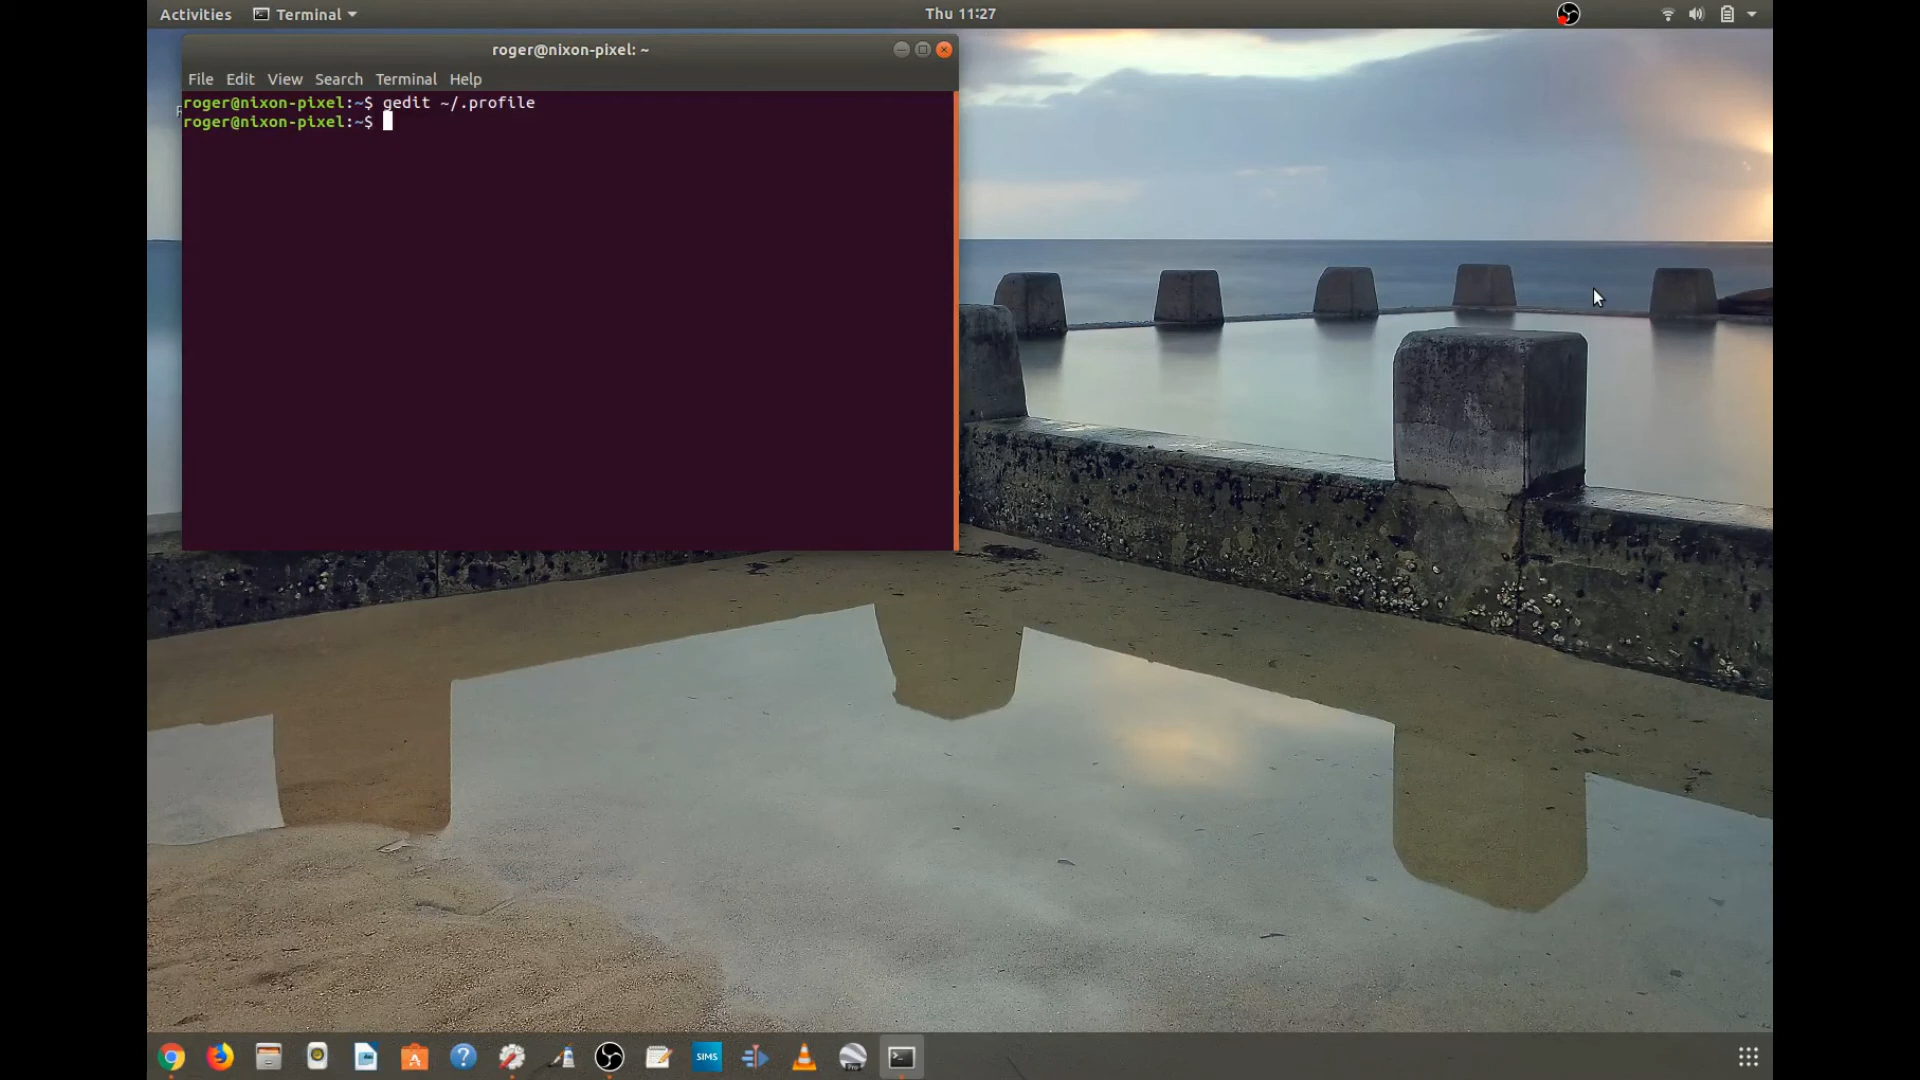 Activities Terminal Thu 11:27
roger@nixon-pixel: ~
File Edit View Search Terminal Help
roger@nixon-pixel:~$ gedit ~/.profile
roger@nixon-pixel:~$
SIMS